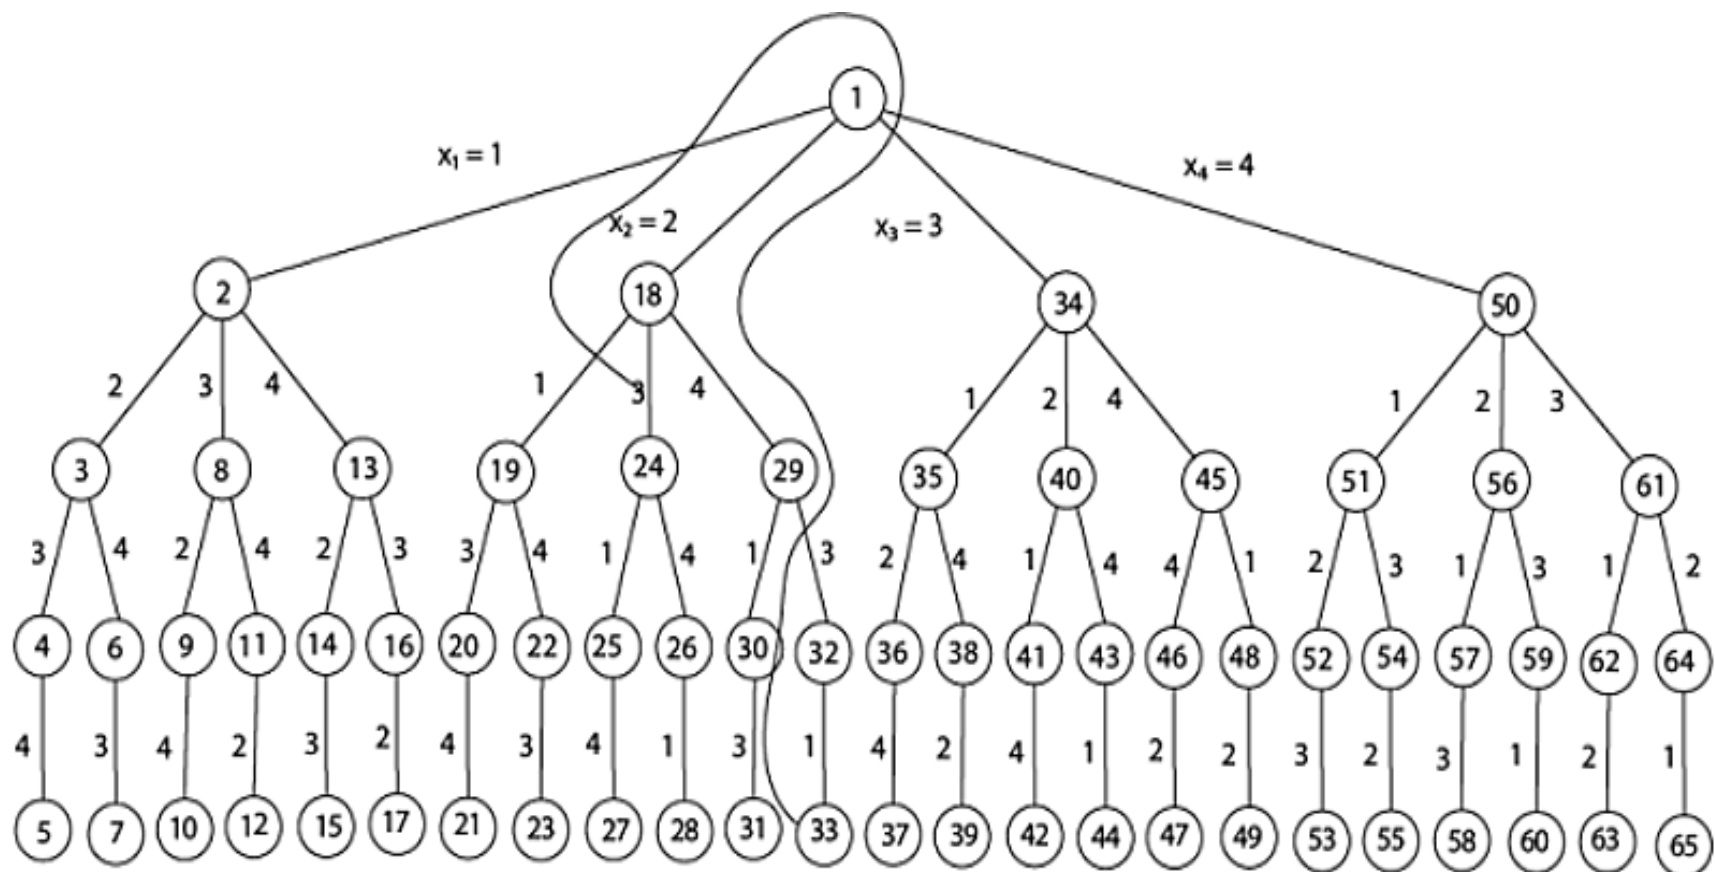 1
x₁ = 1
x₄ = 4
x₂ = 2
x₃ = 3
2
18
34
50
2 3 4 1 3 4 1 2 4 1 2 3
3 8 13 19 24 29 35 40 45 51 56 61
3 4 2 4 2 3 3 4 1 4 1 3 2 4 1 4 4 1 2 3 1 3 1 2
4 6 9 11 14 16 20 22 25 26 30 32 36 38 41 43 46 48 52 54 57 59 62 64
4 3 4 2 3 2 4 3 4 1 3 1 4 2 4 1 2 2 3 2 3 1 2 1
5 7 10 12 15 17 21 23 27 28 31 33 37 39 42 44 47 49 53 55 58 60 63 65